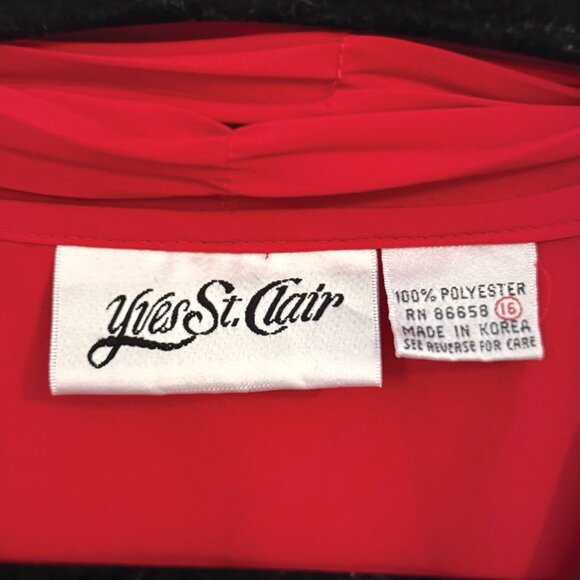 Yves St. Clair
100% POLYESTER
RN 86658 16
MADE IN KOREA
SEE REVERSE FOR CARE